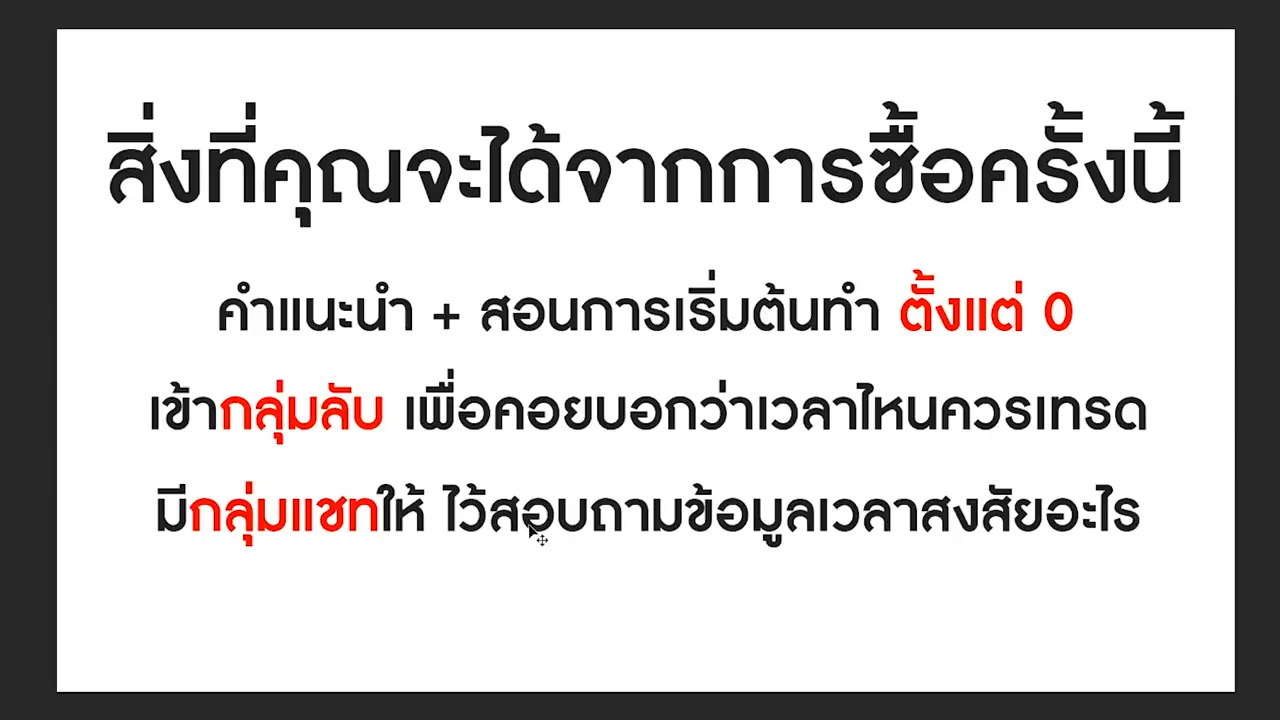 สิ่งที่คุณจะได้จากการซื้อครั้งนี้
คำแนะนำ + สอนการเริ่มต้นทำ ตั้งแต่ 0
เข้ากลุ่มลับ เพื่อคอยบอกว่าเวลาไหนควรเทรด
มีกลุ่มแชทให้ ไว้สอบถามข้อมูลเวลาสงสัยอะไร